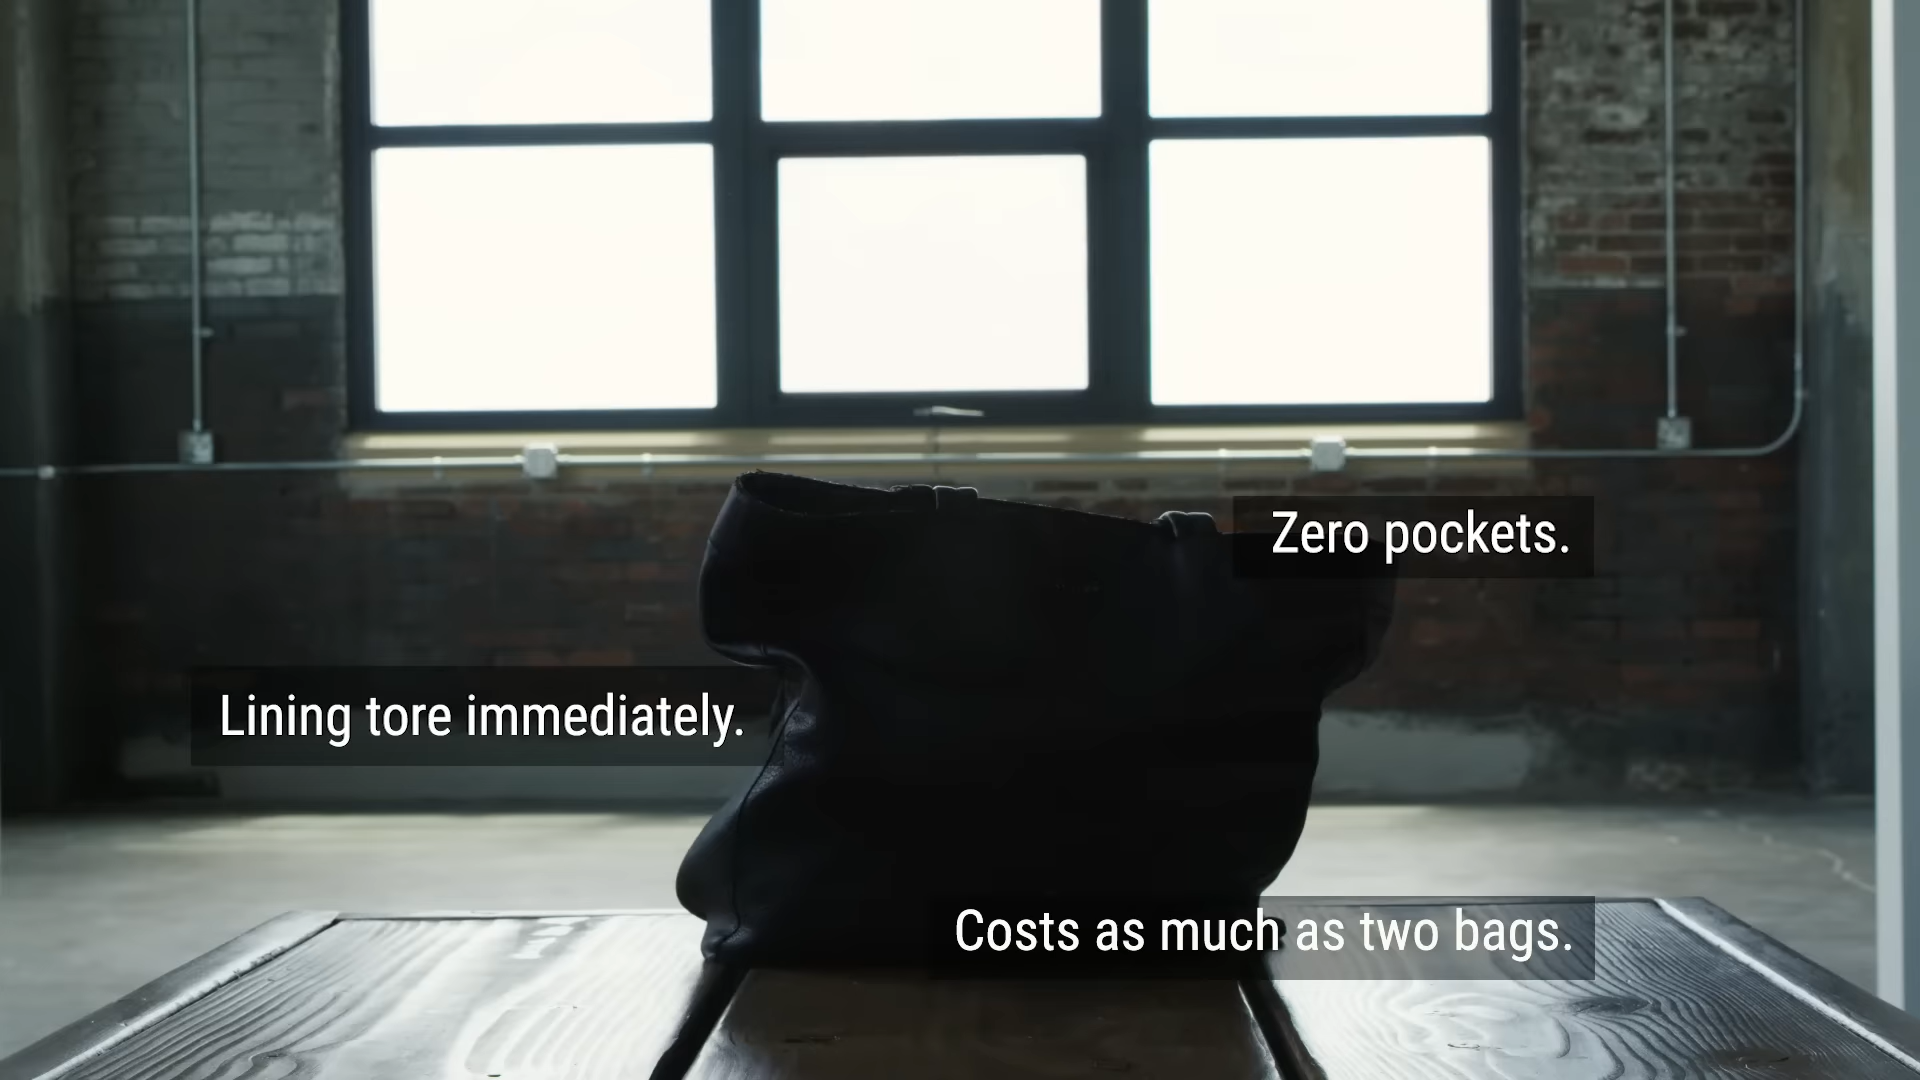 Zero pockets.
Lining tore immediately.
Costs as much as two bags.